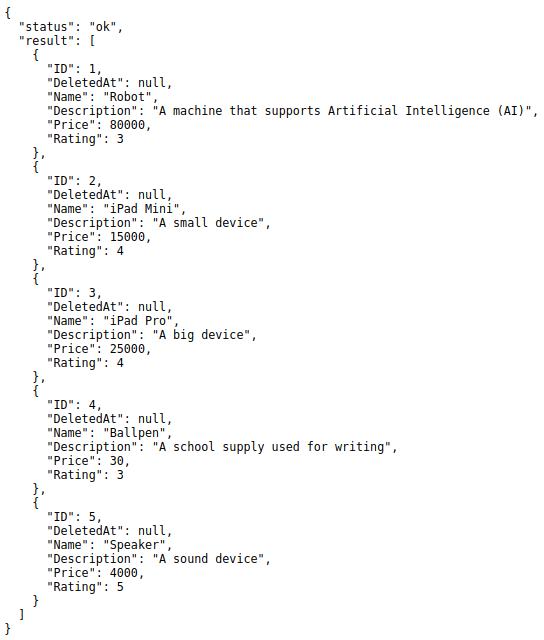 {
  "status": "ok",
  "result": [
    {
      "ID": 1,
      "DeletedAt": null,
      "Name": "Robot",
      "Description": "A machine that supports Artificial Intelligence (AI)",
      "Price": 80000,
      "Rating": 3
    },
    {
      "ID": 2,
      "DeletedAt": null,
      "Name": "iPad Mini",
      "Description": "A small device",
      "Price": 15000,
      "Rating": 4
    },
    {
      "ID": 3,
      "DeletedAt": null,
      "Name": "iPad Pro",
      "Description": "A big device",
      "Price": 25000,
      "Rating": 4
    },
    {
      "ID": 4,
      "DeletedAt": null,
      "Name": "Ballpen",
      "Description": "A school supply used for writing",
      "Price": 30,
      "Rating": 3
    },
    {
      "ID": 5,
      "DeletedAt": null,
      "Name": "Speaker",
      "Description": "A sound device",
      "Price": 4000,
      "Rating": 5
    }
  ]
}